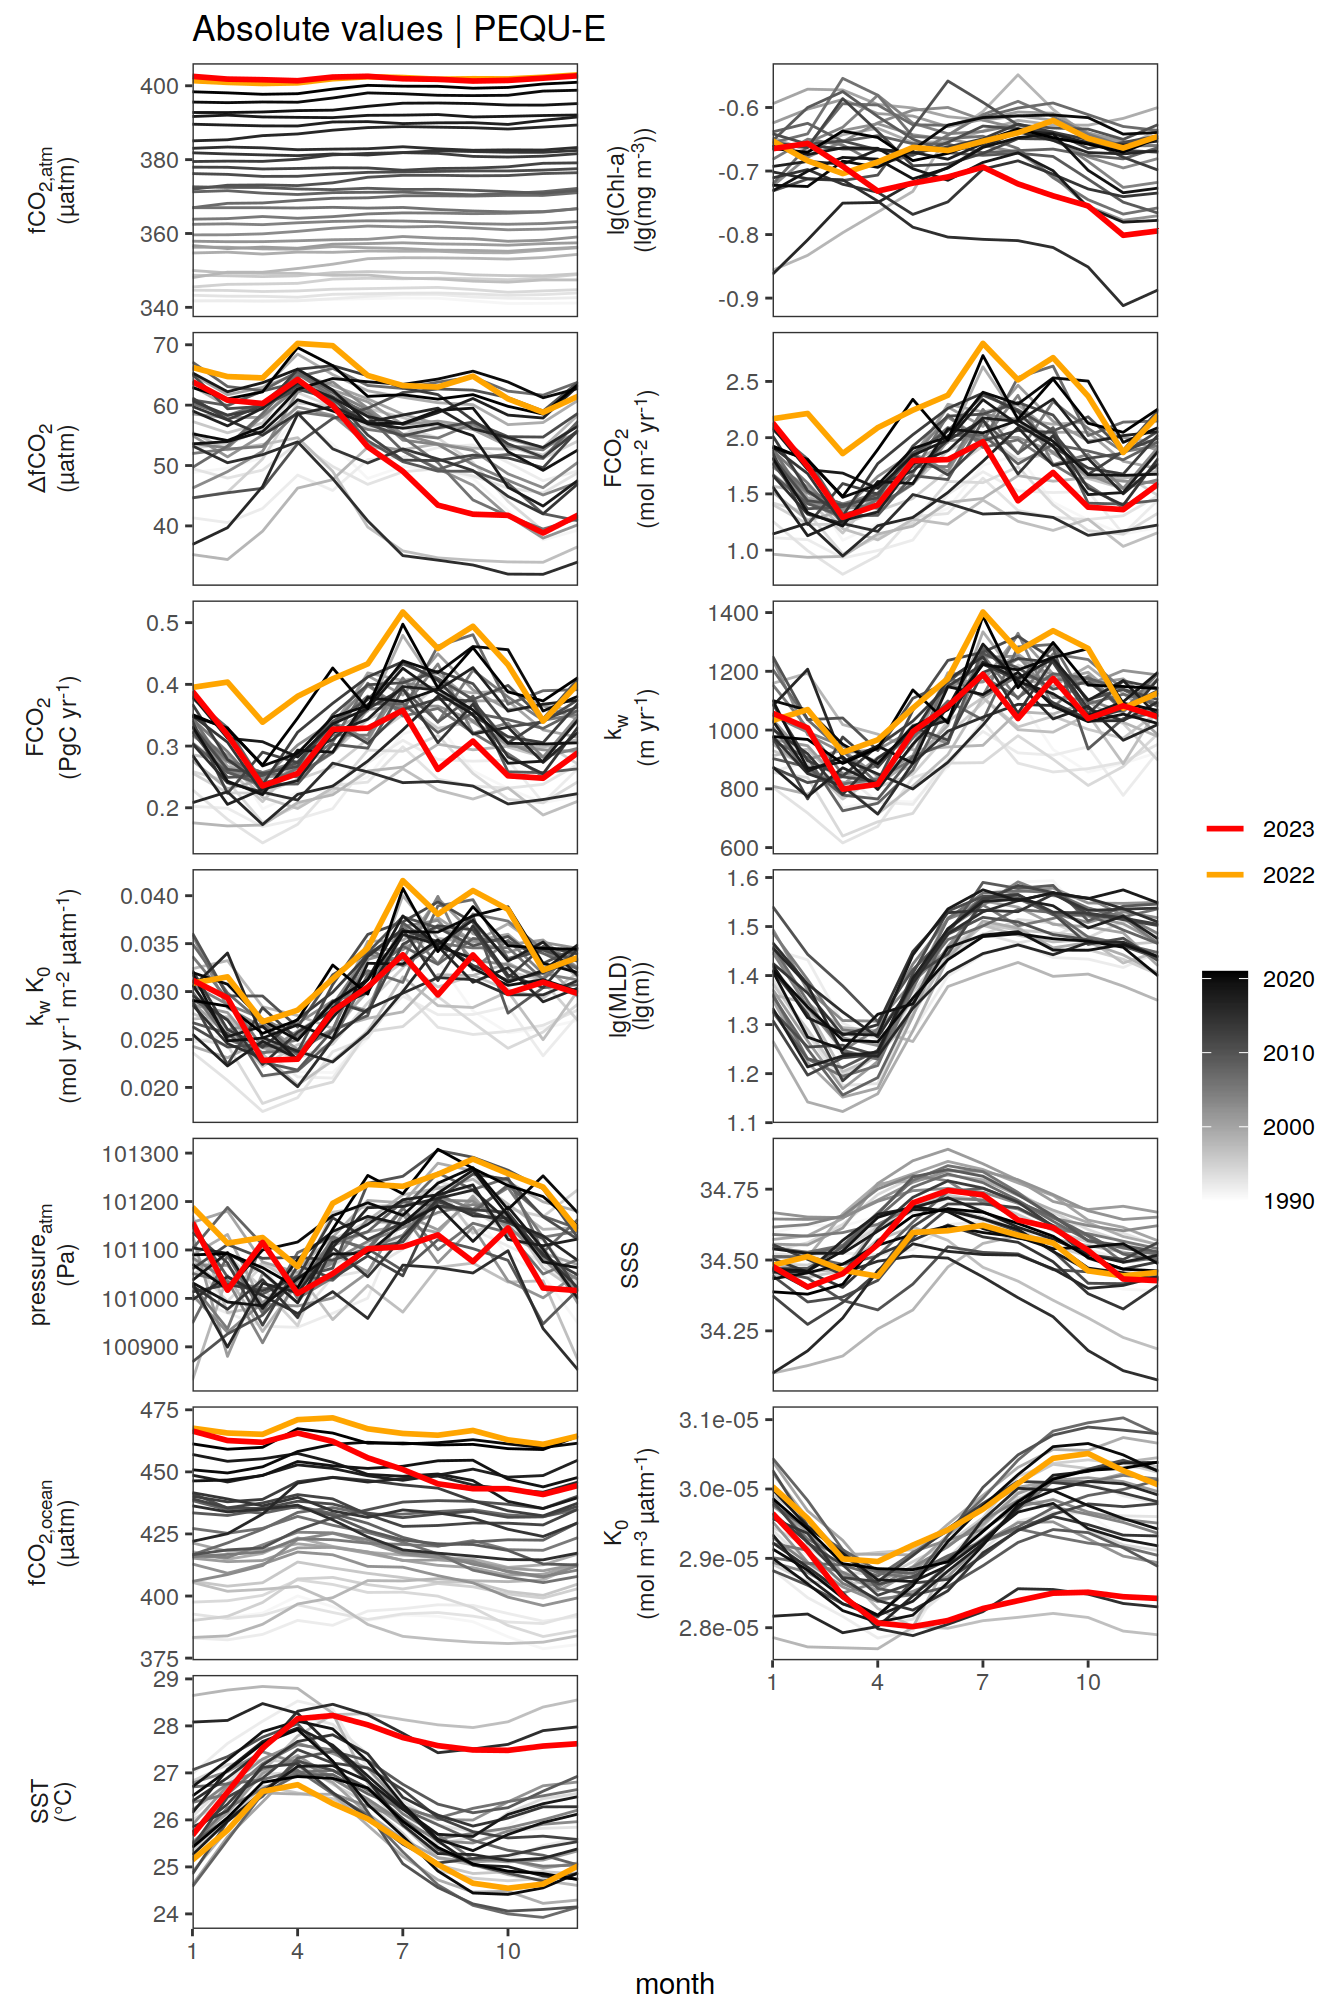 Absolute values | PEQU-E
fCO2,atm
(µatm)
400
380
360
340
lg(Chl-a)
(lg(mg m-3))
-0.6
-0.7
-0.8
-0.9
ΔfCO2
(µatm)
70
60
50
40
FCO2
(mol m-2 yr-1)
2.5
2.0
1.5
1.0
FCO2
(PgC yr-1)
0.5
0.4
0.3
0.2
kw
(m yr-1)
1400
1200
1000
800
600
kw K0
(mol yr-1 m-2 µatm-1)
0.040
0.035
0.030
0.025
0.020
lg(MLD)
(lg(m))
1.6
1.5
1.4
1.3
1.2
1.1
pressureatm
(Pa)
101300
101200
101100
101000
100900
SSS
34.75
34.50
34.25
fCO2,ocean
(µatm)
475
450
425
400
375
K0
(mol m-3 µatm-1)
3.1e-05
3.0e-05
2.9e-05
2.8e-05
1 4 7 10
SST
(°C)
29
28
27
26
25
24
1 4 7 10
month
2023
2022
2020
2010
2000
1990